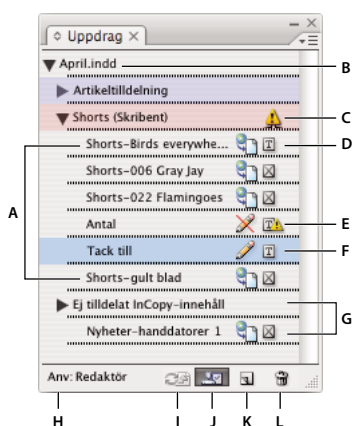 Uppdrag
April.indd
B
Artikeltilldelning
Shorts (Skribent)
C
Shorts-Birds everywhe...
D
Shorts-006 Gray Jay
A
Shorts-022 Flamingoes
Antal
E
Tack till
F
Shorts-gult blad
Ej tilldelat InCopy-innehåll
G
Nyheter-handdatorer 1
Anv: Redaktör
H I J K L